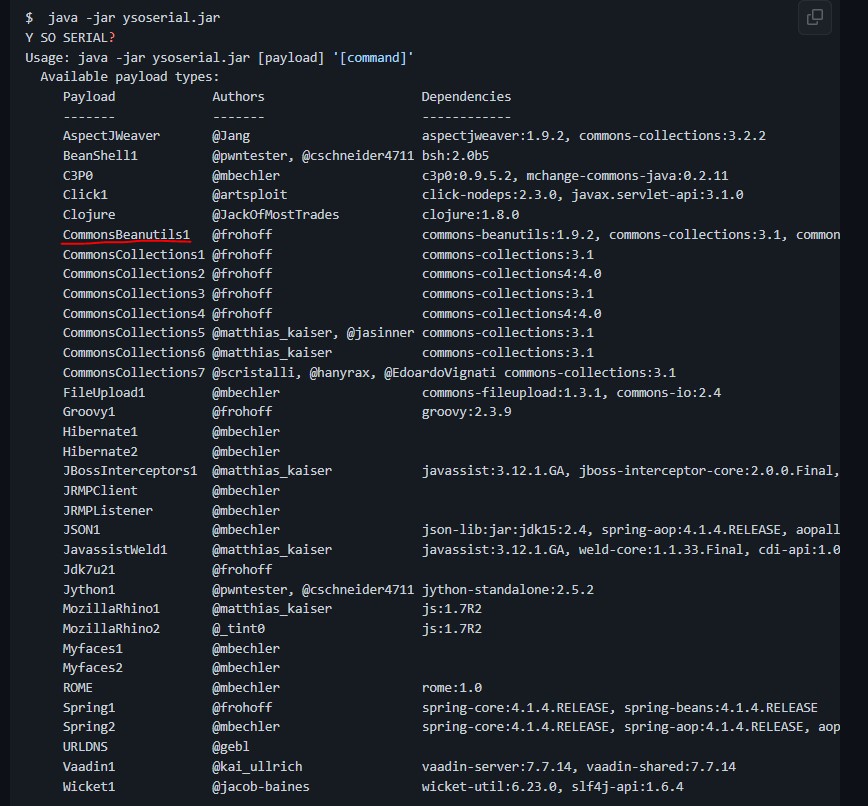 $  java -jar ysoserial.jar
Y SO SERIAL?
Usage: java -jar ysoserial.jar [payload] '[command]'
  Available payload types:
     Payload             Authors                     Dependencies
     -------             -------                     ------------
     AspectJWeaver       @Jang                       aspectjweaver:1.9.2, commons-collections:3.2.2
     BeanShell1          @pwntester, @cschneider4711 bsh:2.0b5
     C3P0                @mbechler                   c3p0:0.9.5.2, mchange-commons-java:0.2.11
     Click1              @artsploit                  click-nodeps:2.3.0, javax.servlet-api:3.1.0
     Clojure             @JackOfMostTrades           clojure:1.8.0
     CommonsBeanutils1   @frohoff                    commons-beanutils:1.9.2, commons-collections:3.1, common
     CommonsCollections1 @frohoff                    commons-collections:3.1
     CommonsCollections2 @frohoff                    commons-collections4:4.0
     CommonsCollections3 @frohoff                    commons-collections:3.1
     CommonsCollections4 @frohoff                    commons-collections4:4.0
     CommonsCollections5 @matthias_kaiser, @jasinner commons-collections:3.1
     CommonsCollections6 @matthias_kaiser            commons-collections:3.1
     CommonsCollections7 @scristalli, @hanyrax, @EdoardoVignati commons-collections:3.1
     FileUpload1         @mbechler                   commons-fileupload:1.3.1, commons-io:2.4
     Groovy1             @frohoff                    groovy:2.3.9
     Hibernate1          @mbechler
     Hibernate2          @mbechler
     JBossInterceptors1  @matthias_kaiser            javassist:3.12.1.GA, jboss-interceptor-core:2.0.0.Final,
     JRMPClient          @mbechler
     JRMPListener        @mbechler
     JSON1               @mbechler                   json-lib:jar:jdk15:2.4, spring-aop:4.1.4.RELEASE, aopall
     JavassistWeld1      @matthias_kaiser            javassist:3.12.1.GA, weld-core:1.1.33.Final, cdi-api:1.0
     Jdk7u21             @frohoff
     Jython1             @pwntester, @cschneider4711 jython-standalone:2.5.2
     MozillaRhino1       @matthias_kaiser            js:1.7R2
     MozillaRhino2       @_tint0                     js:1.7R2
     Myfaces1            @mbechler
     Myfaces2            @mbechler
     ROME                @mbechler                   rome:1.0
     Spring1             @frohoff                    spring-core:4.1.4.RELEASE, spring-beans:4.1.4.RELEASE
     Spring2             @mbechler                   spring-core:4.1.4.RELEASE, spring-aop:4.1.4.RELEASE, aop
     URLDNS              @gebl
     Vaadin1             @kai_ullrich                vaadin-server:7.7.14, vaadin-shared:7.7.14
     Wicket1             @jacob-baines               wicket-util:6.23.0, slf4j-api:1.6.4